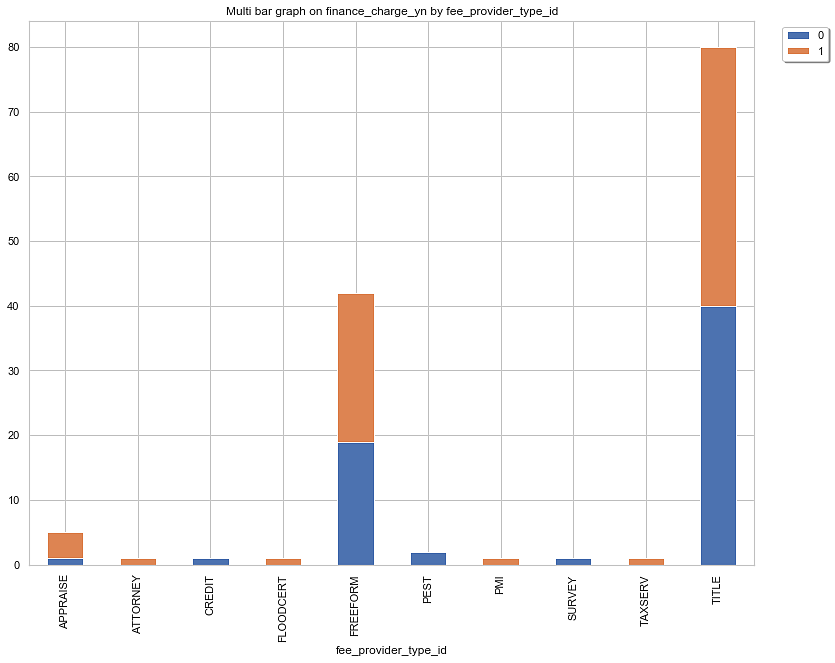 Multi bar graph on finance_charge_yn by fee_provider_type_id
0
1
80
70
60
50
40
30
20
10
0
APPRAISE
ATTORNEY
CREDIT
FLOODCERT
FREEFORM
PEST
PMI
SURVEY
TAXSERV
TITLE
fee_provider_type_id